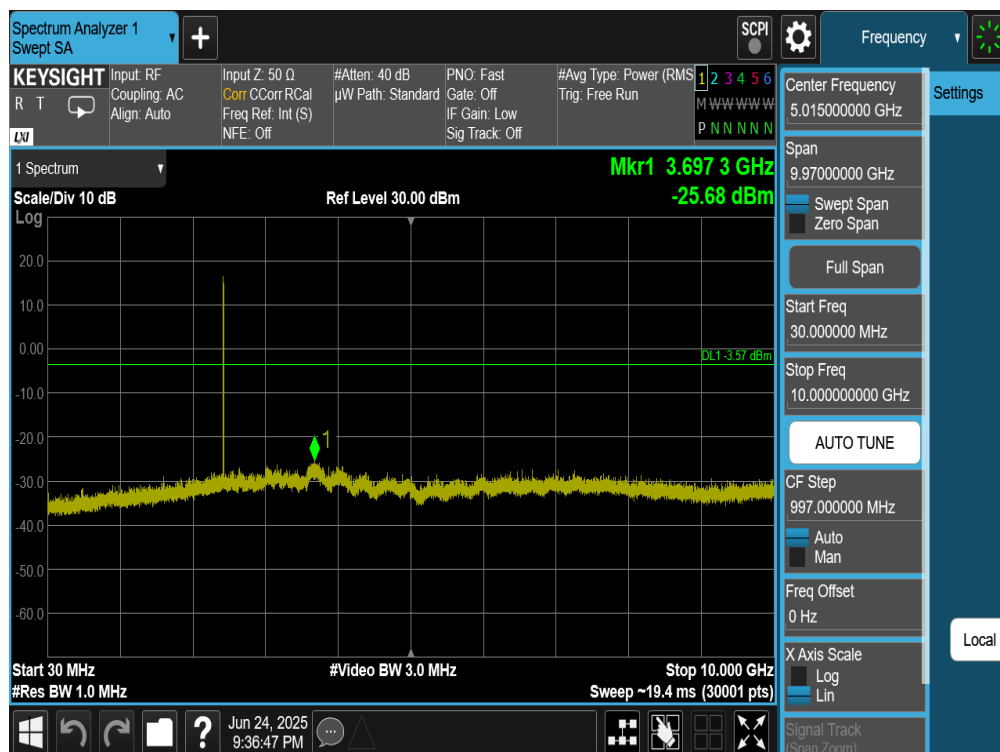 Spectrum Analyzer 1
Swept SA
+
SCPI
Frequency
KEYSIGHT
R T
LXI
Input: RF
Coupling: AC
Align: Auto
Input Z: 50 Ω
Corr CCorr RCal
Freq Ref: Int (S)
NFE: Off
#Atten: 40 dB
µW Path: Standard
PNO: Fast
Gate: Off
IF Gain: Low
Sig Track: Off
#Avg Type: Power (RMS
Trig: Free Run
1 2 3 4 5 6
M W W W W W
P N N N N N
1 Spectrum
Scale/Div 10 dB
Ref Level 30.00 dBm
Mkr1 3.697 3 GHz
-25.68 dBm
Log
20.0
10.0
0.00
-10.0
-20.0
-30.0
-40.0
-50.0
-60.0
DL1 -3.57 dBm
1
Start 30 MHz
#Video BW 3.0 MHz
Stop 10.000 GHz
#Res BW 1.0 MHz
Sweep ~19.4 ms (30001 pts)
Center Frequency
5.015000000 GHz
Settings
Span
9.97000000 GHz
Swept Span
Zero Span
Full Span
Start Freq
30.000000 MHz
Stop Freq
10.000000000 GHz
AUTO TUNE
CF Step
997.000000 MHz
Auto
Man
Freq Offset
0 Hz
Local
X Axis Scale
Log
Lin
Signal Track
(Span Zoom)
?
Jun 24, 2025
9:36:47 PM